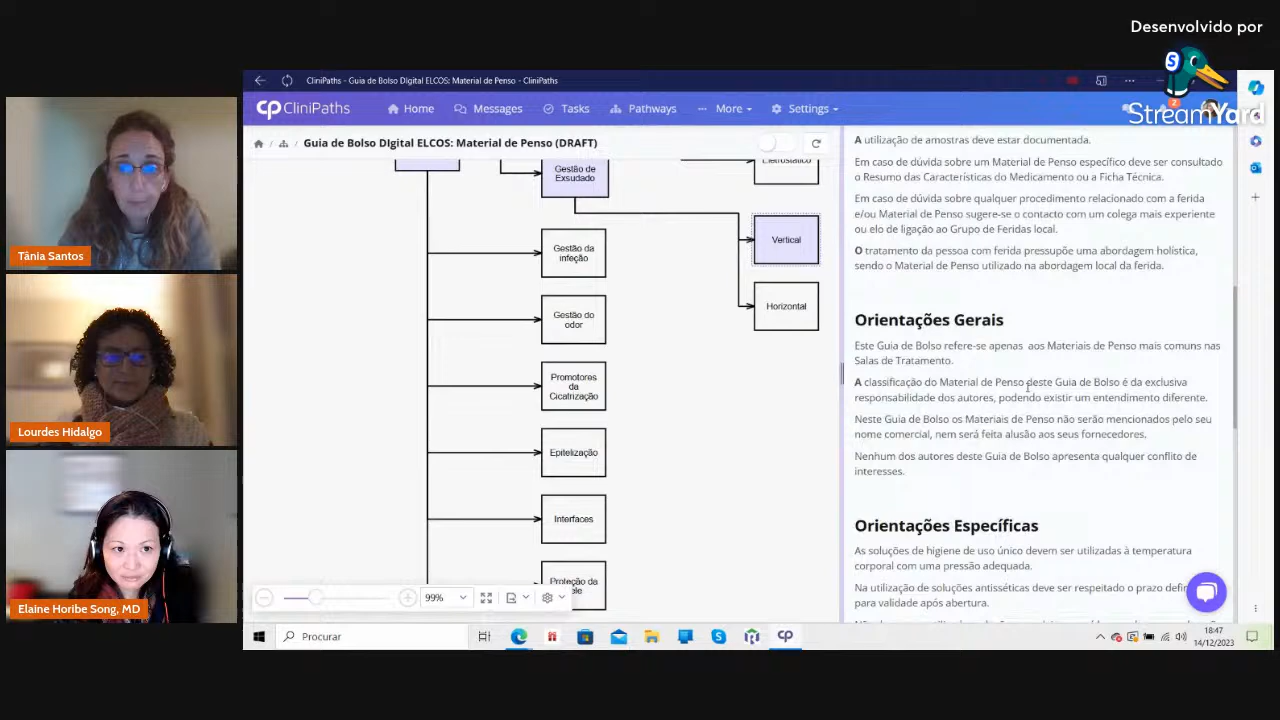 Desenvolvido por
StreamYard
CliniPaths - Guia de Bolso DIgital ELCOS: Material de Penso - CliniPaths
CliniPaths
Home
Messages
Tasks
Pathways
More
Settings
Guia de Bolso DIgital ELCOS: Material de Penso (DRAFT)
Gestão de
Exsudado
Eletrostático
Vertical
Horizontal
Gestão da
infeção
Gestão do
odor
Promotores
da
Cicatrização
Epitelização
Interfaces
Proteção da
99%
A utilização de amostras deve estar documentada.
Em caso de dúvida sobre um Material de Penso específico deve ser consultado
o Resumo das Características do Medicamento ou a Ficha Técnica.
Em caso de dúvida sobre qualquer procedimento relacionado com a ferida
e/ou Material de Penso sugere-se o contacto com um colega mais experiente
ou elo de ligação ao Grupo de Feridas local.
O tratamento da pessoa com ferida pressupõe uma abordagem holística,
sendo o Material de Penso utilizado na abordagem local da ferida.
Orientações Gerais
Este Guia de Bolso refere-se apenas aos Materiais de Penso mais comuns nas
Salas de Tratamento.
A classificação do Material de Penso deste Guia de Bolso é da exclusiva
responsabilidade dos autores, podendo existir um entendimento diferente.
Neste Guia de Bolso os Materiais de Penso não serão mencionados pelo seu
nome comercial, nem será feita alusão aos seus fornecedores.
Nenhum dos autores deste Guia de Bolso apresenta qualquer conflito de
interesses.
Orientações Específicas
As soluções de higiene de uso único devem ser utilizadas à temperatura
corporal com uma pressão adequada.
Na utilização de soluções antisséticas deve ser respeitado o prazo
para validade após abertura.
Tânia Santos
Lourdes Hidalgo
Elaine Horibe Song, MD
Procurar
18:47
14/12/2023